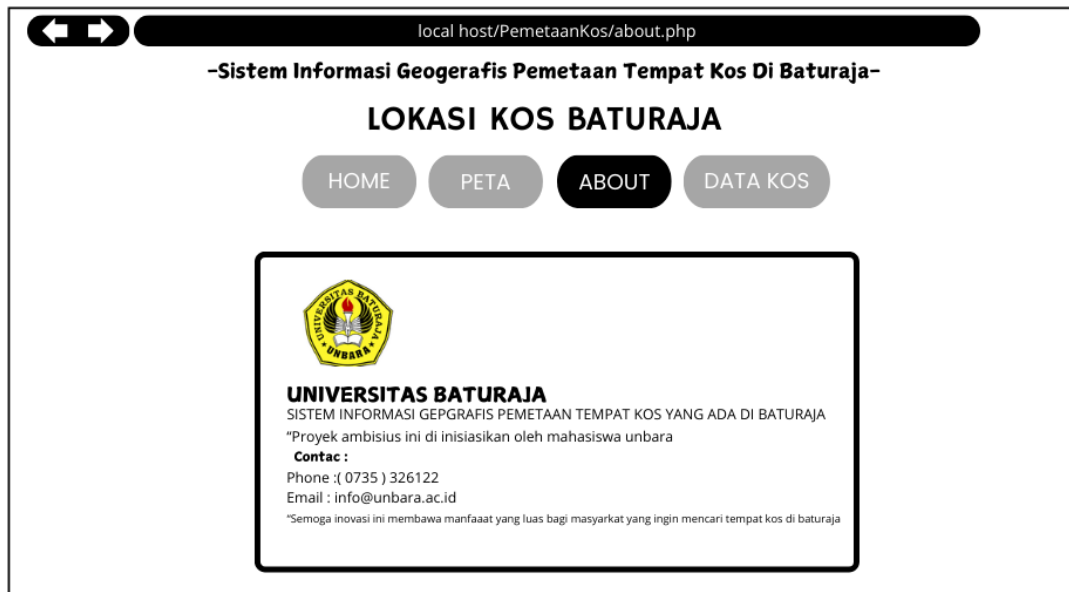 local host/PemetaanKos/about.php
-Sistem Informasi Geogerafis Pemetaan Tempat Kos Di Baturaja-
LOKASI KOS BATURAJA
HOME PETA ABOUT DATA KOS
UNIVERSITAS BATURAJA
UNBARA
UNIVERSITAS BATURAJA
SISTEM INFORMASI GEPGRAFIS PEMETAAN TEMPAT KOS YANG ADA DI BATURAJA
“Proyek ambisius ini di inisiasikan oleh mahasiswa unbara
Contac :
Phone :( 0735 ) 326122
Email : info@unbara.ac.id
“Semoga inovasi ini membawa manfaaat yang luas bagi masyarkat yang ingin mencari tempat kos di baturaja